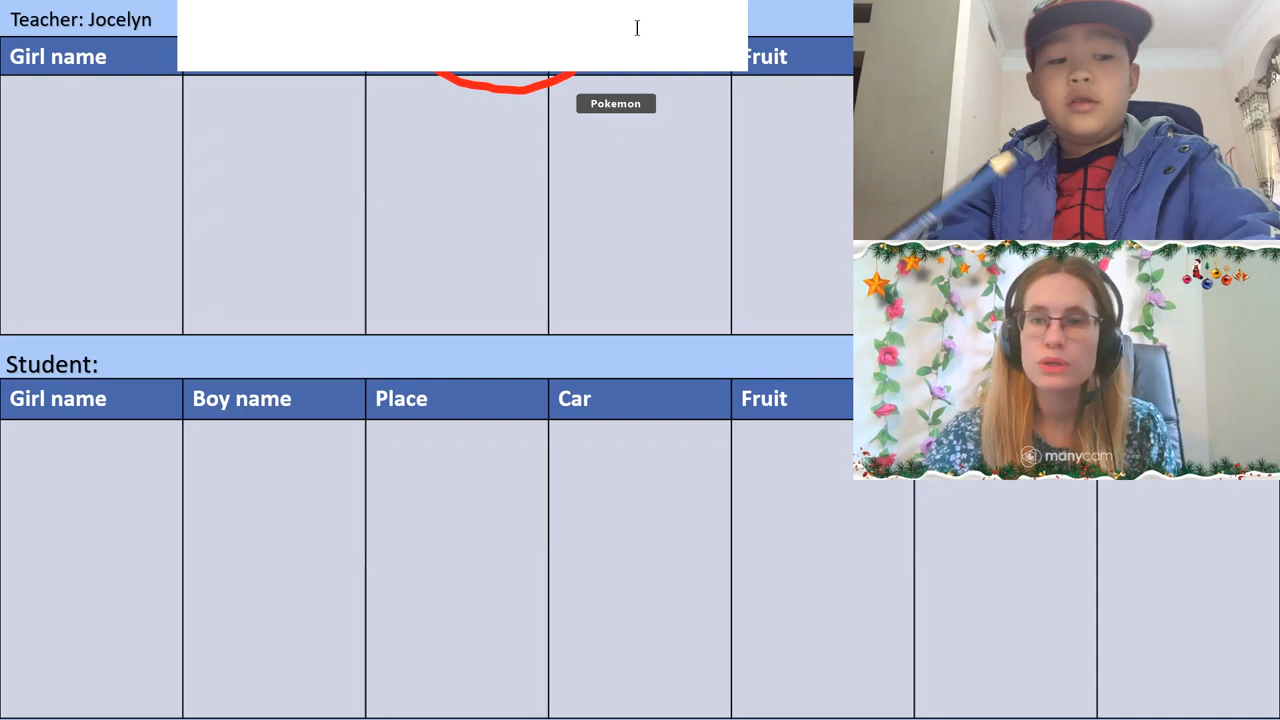 Teacher: Jocelyn
Girl name
Fruit
Pokemon
Student:
Girl name Boy name Place Car Fruit
manycam